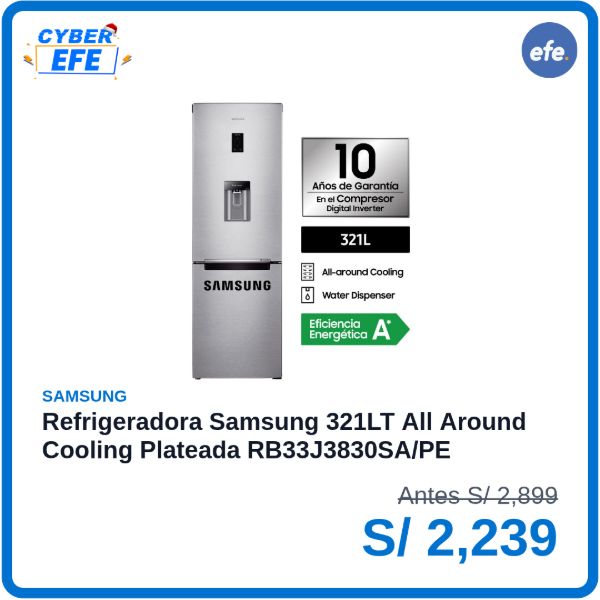 CYBER
EFE
efe.
10
Años de Garantía
En el Compresor
Digital Inverter
321L
All-around Cooling
Water Dispenser
Eficiencia
Energética A*
SAMSUNG
SAMSUNG
Refrigeradora Samsung 321LT All Around
Cooling Plateada RB33J3830SA/PE
Antes S/ 2,899
S/ 2,239